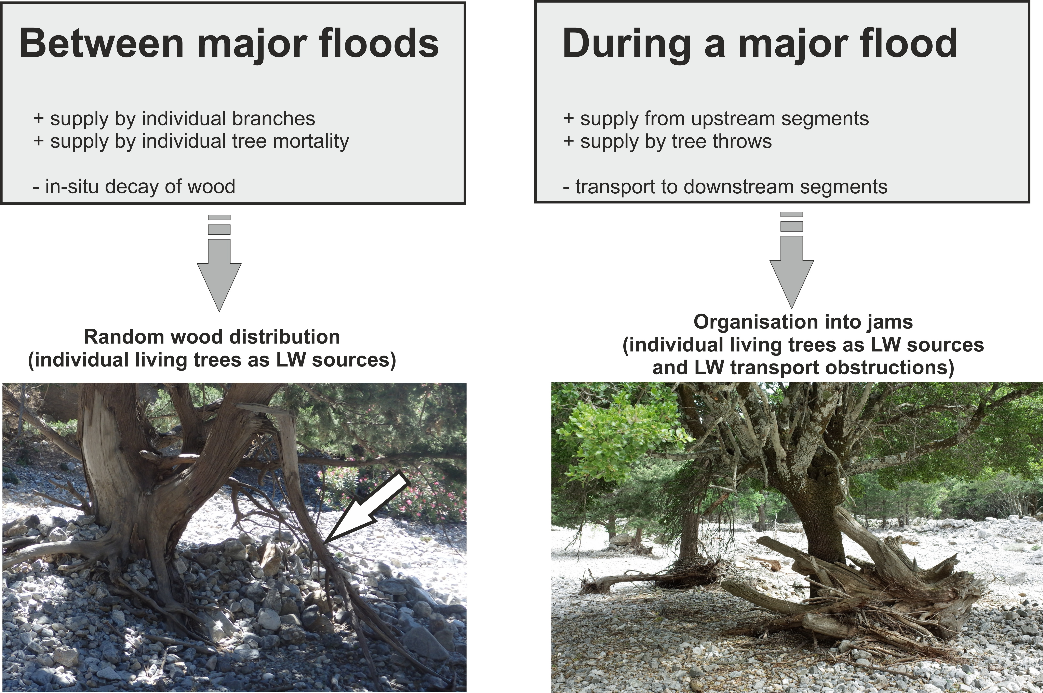 Between major floods
+ supply by individual branches
+ supply by individual tree mortality
- in-situ decay of wood
Random wood distribution
(individual living trees as LW sources)
During a major flood
+ supply from upstream segments
+ supply by tree throws
- transport to downstream segments
Organisation into jams
(individual living trees as LW sources
and LW transport obstructions)